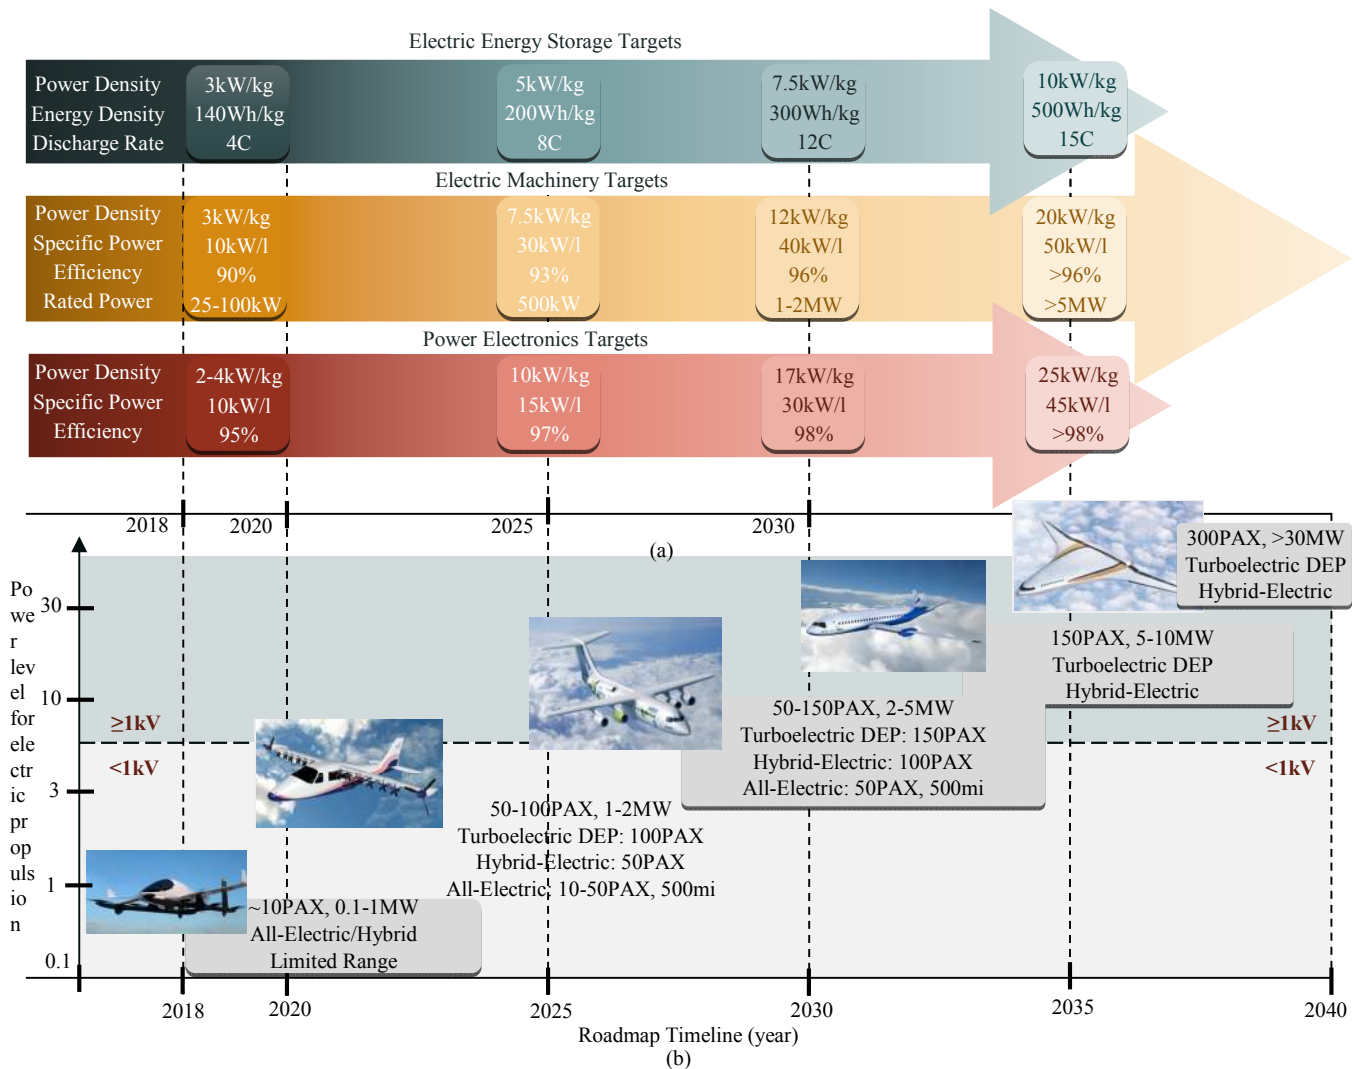 Electric Energy Storage Targets
Power Density 3kW/kg 5kW/kg 7.5kW/kg 10kW/kg
Energy Density 140Wh/kg 200Wh/kg 300Wh/kg 500Wh/kg
Discharge Rate 4C 8C 12C 15C
Electric Machinery Targets
Power Density 3kW/kg 7.5kW/kg 12kW/kg 20kW/kg
Specific Power 10kW/l 30kW/l 40kW/l 50kW/l
Efficiency 90% 93% 96% >96%
Rated Power 25-100kW 500kW 1-2MW >5MW
Power Electronics Targets
Power Density 2-4kW/kg 10kW/kg 17kW/kg 25kW/kg
Specific Power 10kW/l 15kW/l 30kW/l 45kW/l
Efficiency 95% 97% 98% >98%
2018 2020 2025 2030
(a)
Po
we
r
lev
el
for
ele
ctr
ic
pr
op
uls
io
n
30
10
3
1
0.1
≥1kV
<1kV
≥1kV
<1kV
300PAX, >30MW
Turboelectric DEP
Hybrid-Electric
150PAX, 5-10MW
Turboelectric DEP
Hybrid-Electric
50-150PAX, 2-5MW
Turboelectric DEP: 150PAX
Hybrid-Electric: 100PAX
All-Electric: 50PAX, 500mi
50-100PAX, 1-2MW
Turboelectric DEP: 100PAX
Hybrid-Electric: 50PAX
All-Electric: 10-50PAX, 500mi
~10PAX, 0.1-1MW
All-Electric/Hybrid
Limited Range
2018 2020 2025 2030 2035 2040
Roadmap Timeline (year)
(b)